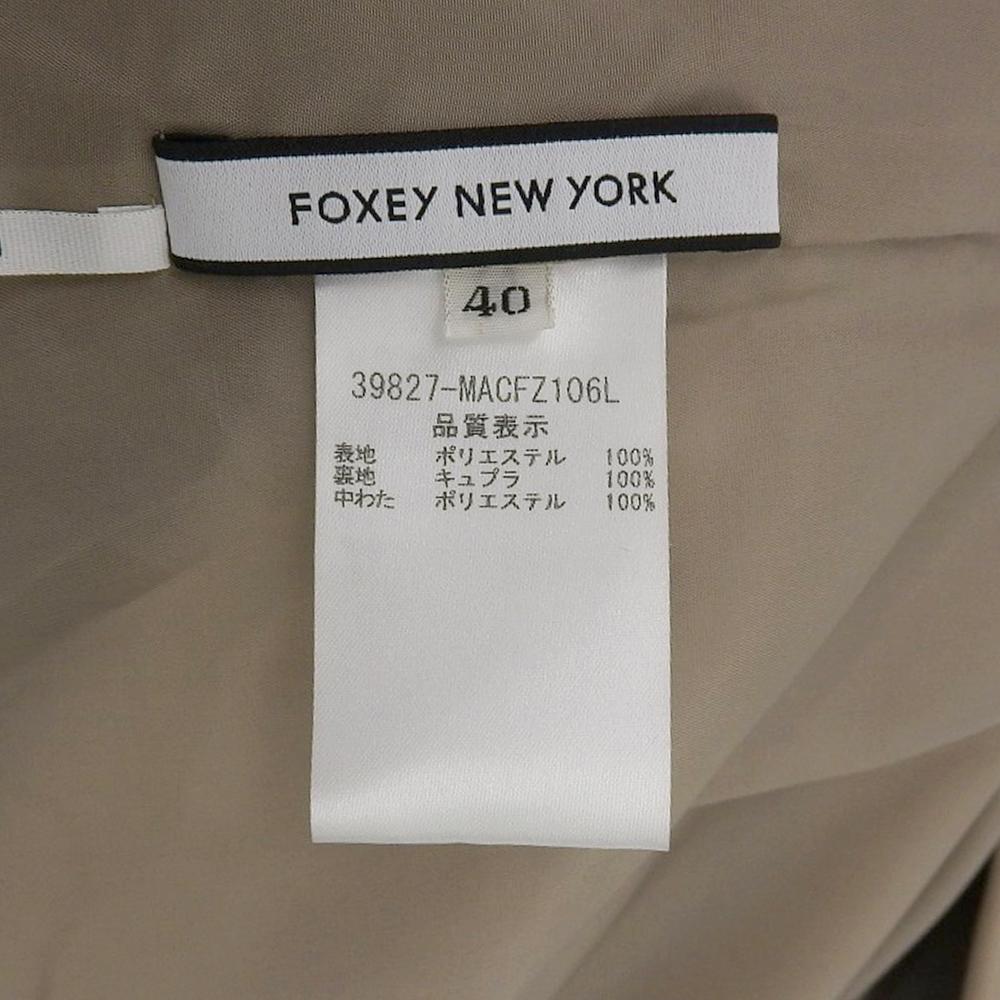 FOXEY NEW YORK
40
39827-MACFZ106L
品質表示
表地 ポリエステル 100%
裏地 キュプラ 100%
中わた ポリエステル 100%